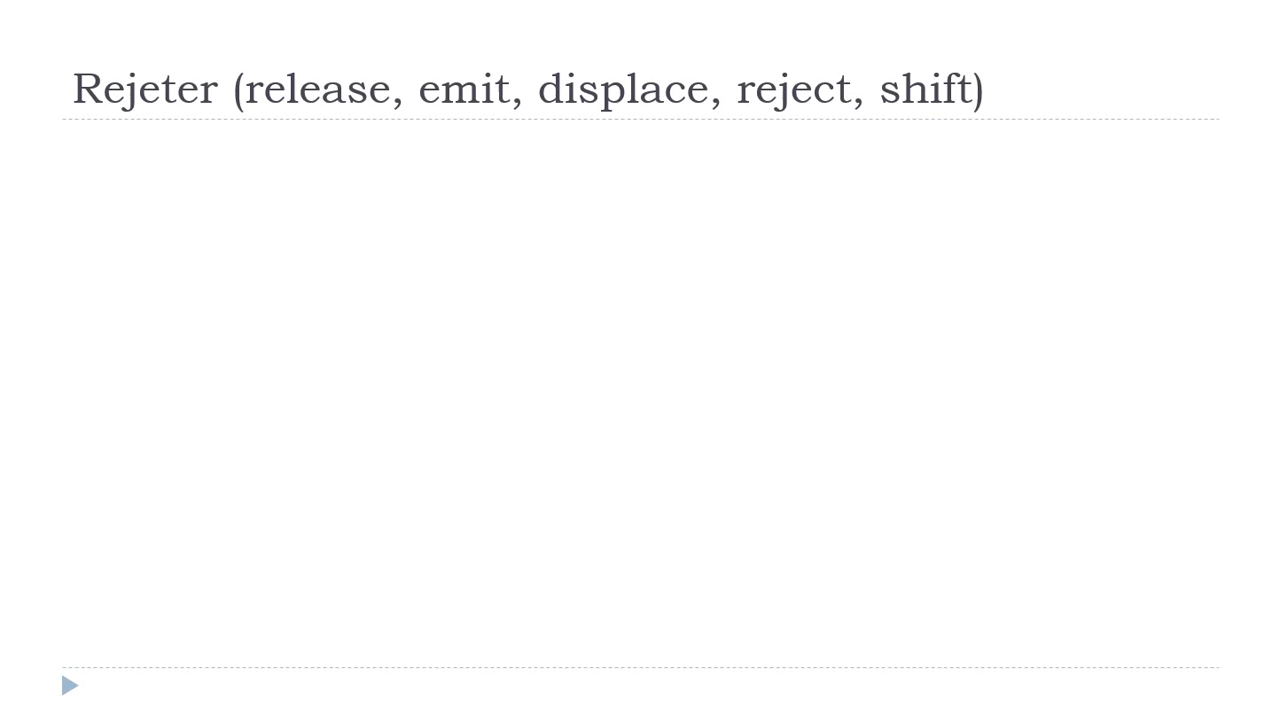 Rejeter (release, emit, displace, reject, shift)